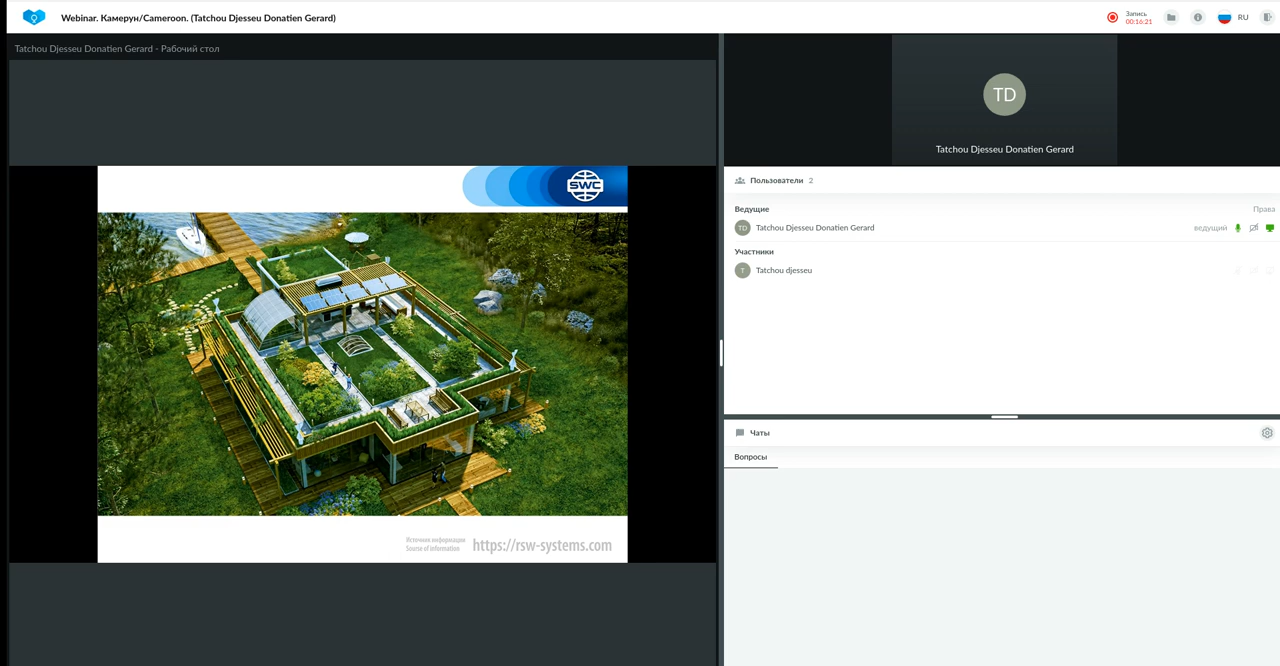 Webinar. Камерун/Cameroon. (Tatchou Djesseu Donatien Gerard)
Запись
00:16:21
RU
Tatchou Djesseu Donatien Gerard - Рабочий стол
SWC
Источник информации
Sourse of information
https://rsw-systems.com
TD
Tatchou Djesseu Donatien Gerard
Пользователи 2
Ведущие
Права
TD
Tatchou Djesseu Donatien Gerard
ведущий
Участники
T
Tatchou djesseu
Чаты
Вопросы